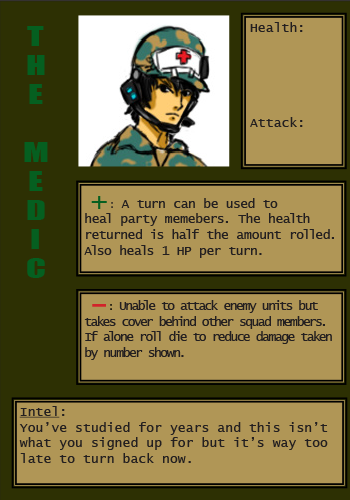 THE MEDIC
Health:
Attack:
+: A turn can be used to
heal party memebers. The health
returned is half the amount rolled.
Also heals 1 HP per turn.
−: Unable to attack enemy units but
takes cover behind other squad members.
If alone roll die to reduce damage taken
by number shown.
Intel:
You’ve studied for years and this isn’t
what you signed up for but it’s way too
late to turn back now.